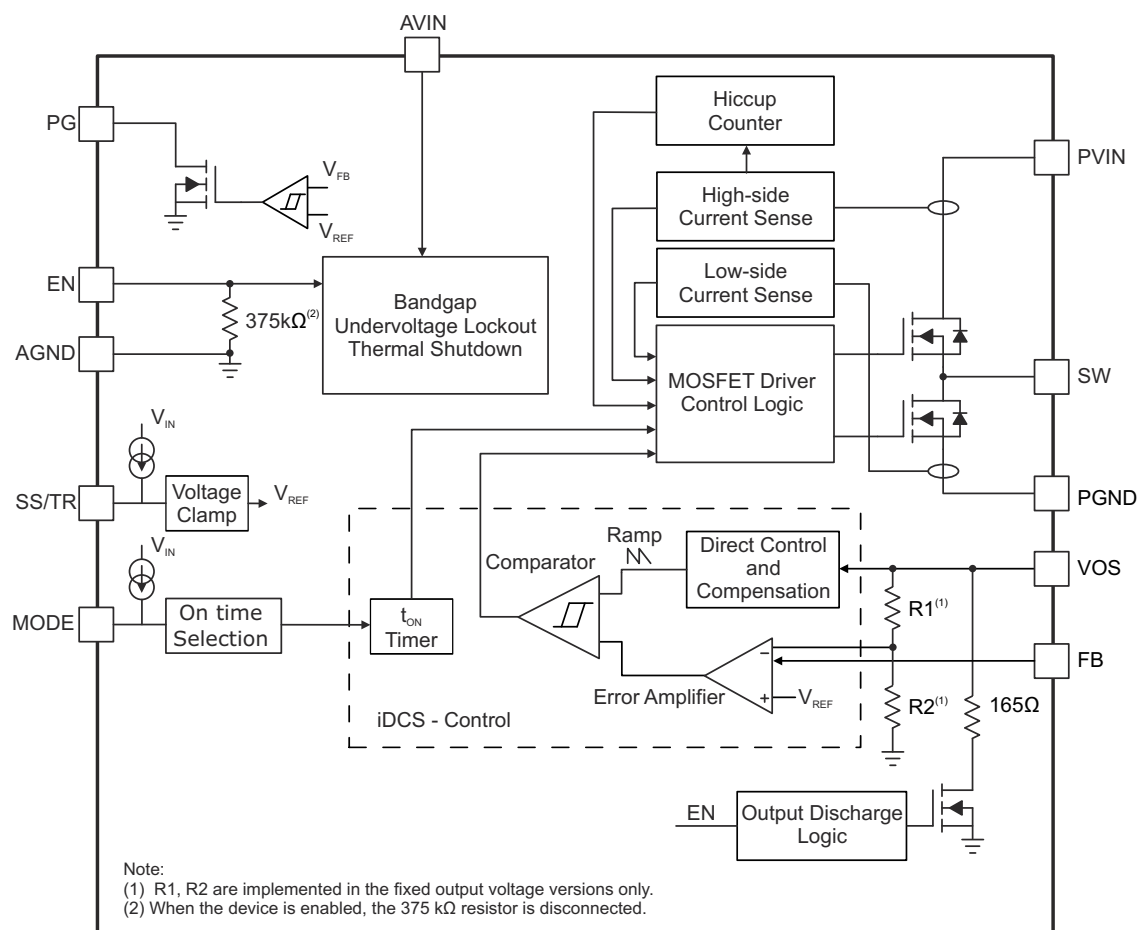 AVIN
PG
V_FB
V_REF
Hiccup
Counter
PVIN
High-side
Current Sense
EN
Low-side
Current Sense
375kΩ(2)
Bandgap
Undervoltage Lockout
Thermal Shutdown
AGND
MOSFET Driver
Control Logic
SW
V_IN
SS/TR
Voltage
Clamp
V_REF
PGND
V_IN
Ramp
Comparator
Direct Control
and
Compensation
VOS
MODE
On time
Selection
t_ON
Timer
R1(1)
FB
Error Amplifier
V_REF
R2(1)
165Ω
iDCS - Control
EN
Output Discharge
Logic
Note:
(1) R1, R2 are implemented in the fixed output voltage versions only.
(2) When the device is enabled, the 375 kΩ resistor is disconnected.